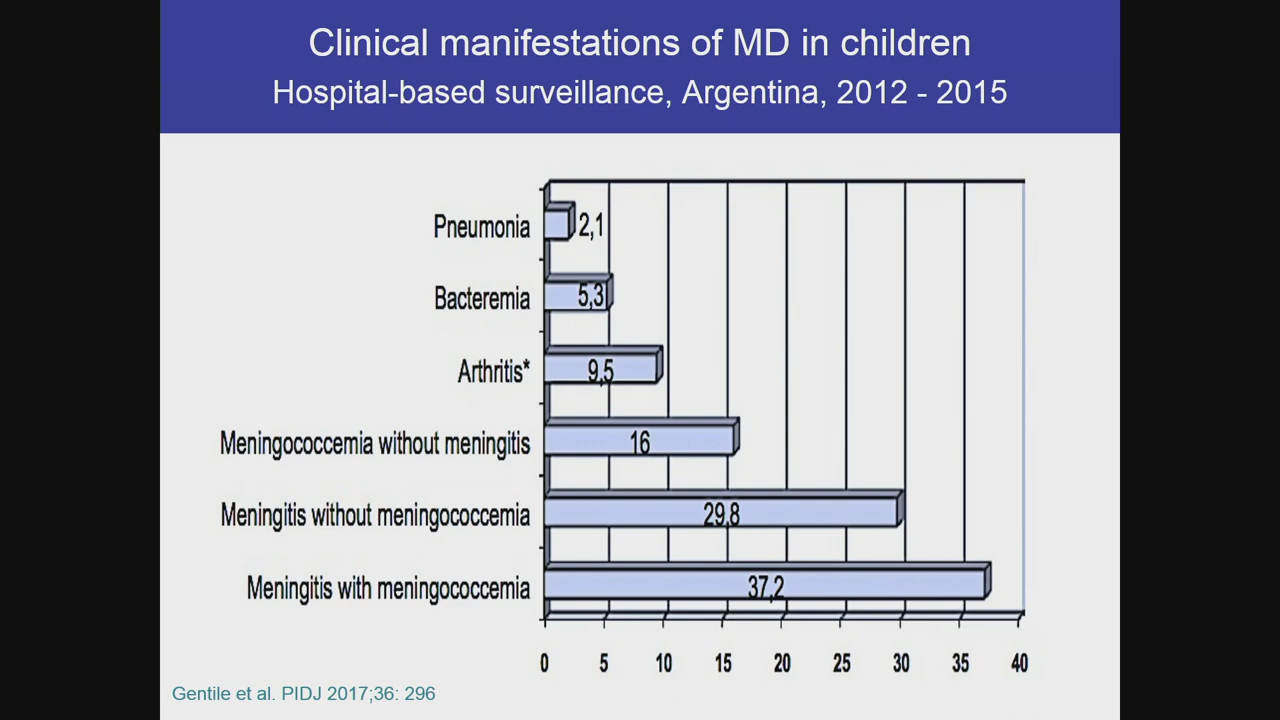 Clinical manifestations of MD in children
Hospital-based surveillance, Argentina, 2012 - 2015
Pneumonia 2,1
Bacteremia 5,3
Arthritis* 9,5
Meningococcemia without meningitis 16
Meningitis without meningococcemia 29,8
Meningitis with meningococcemia 37,2
0 5 10 15 20 25 30 35 40
Gentile et al. PIDJ 2017;36: 296